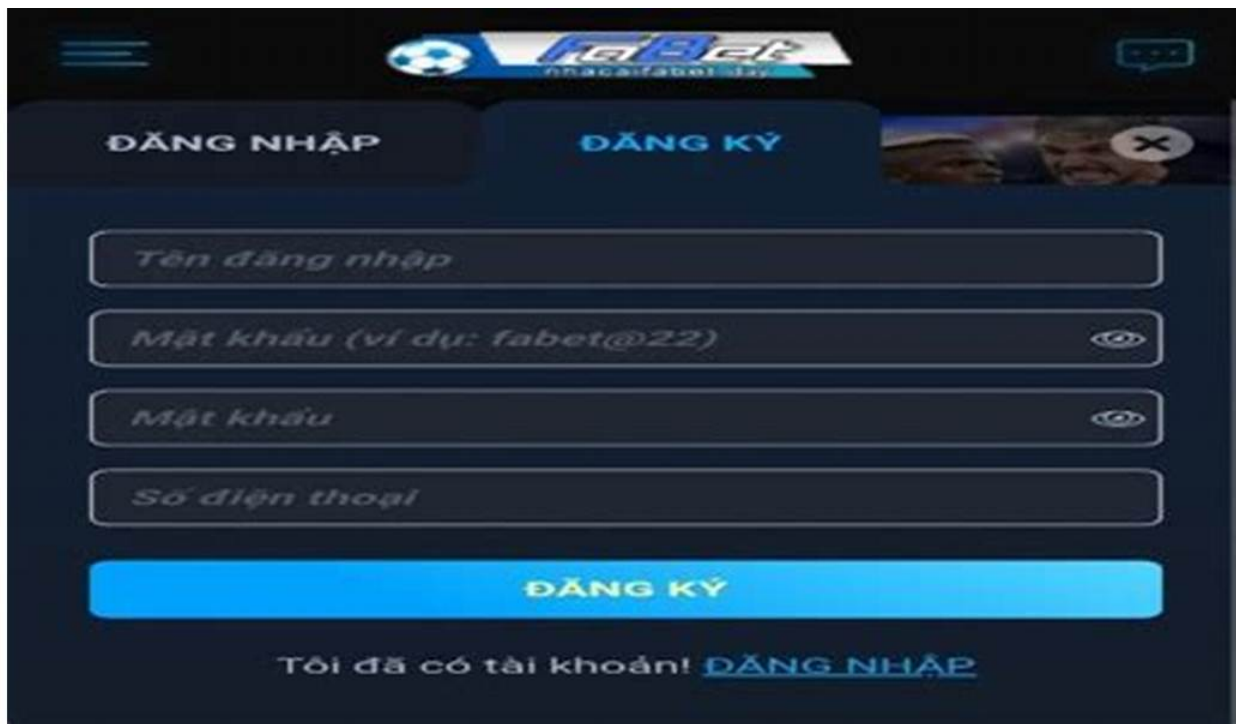 FaBet
nhacaifabet.day
ĐĂNG NHẬP
ĐĂNG KÝ
Tên đăng nhập
Mật khẩu (ví dụ: fabet@22)
Mật khẩu
Số điện thoại
ĐĂNG KÝ
Tôi đã có tài khoản! ĐĂNG NHẬP